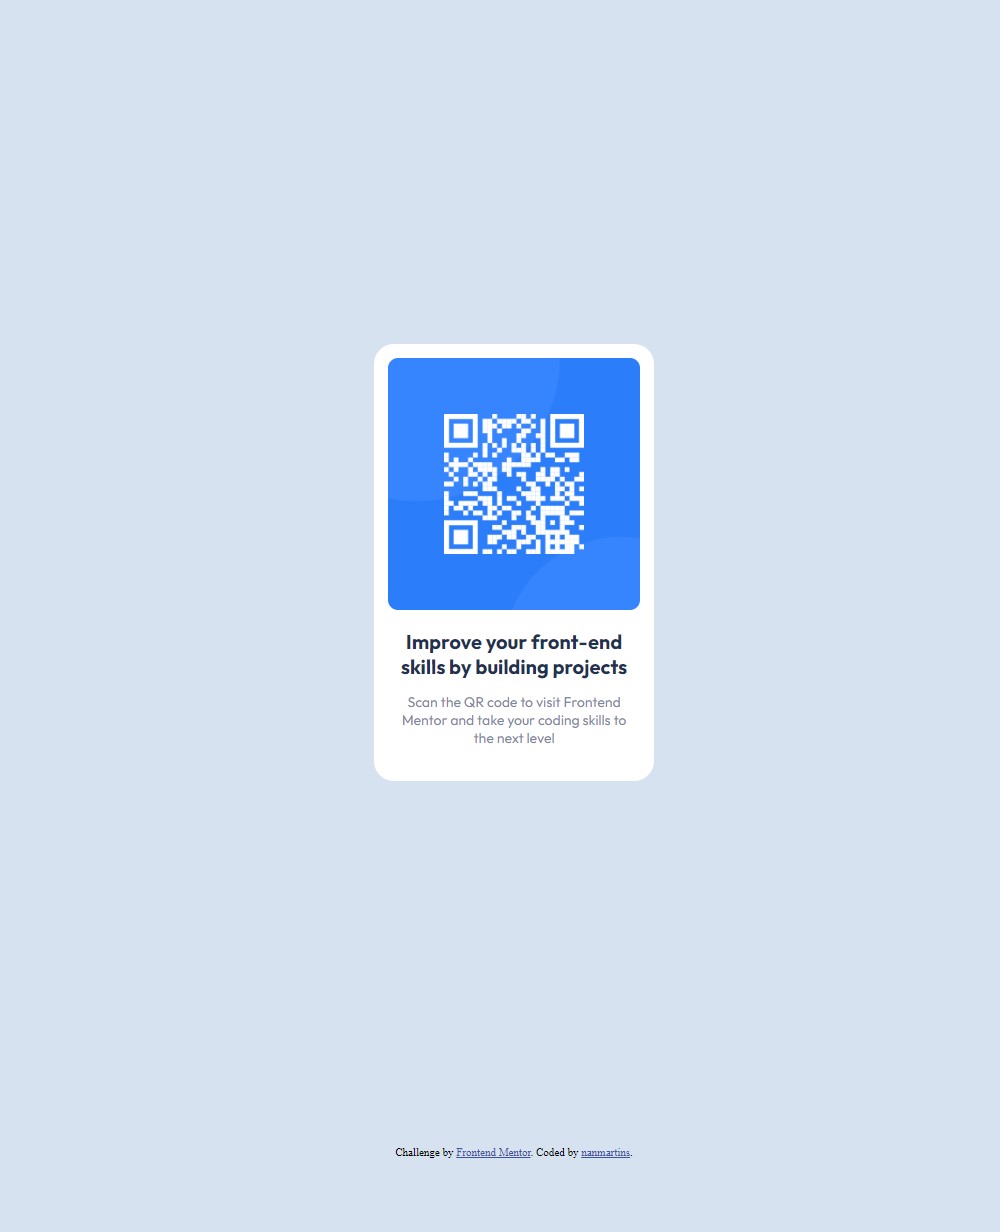 Improve your front-end
skills by building projects
Scan the QR code to visit Frontend
Mentor and take your coding skills to
the next level
Challenge by Frontend Mentor. Coded by nanmartins.